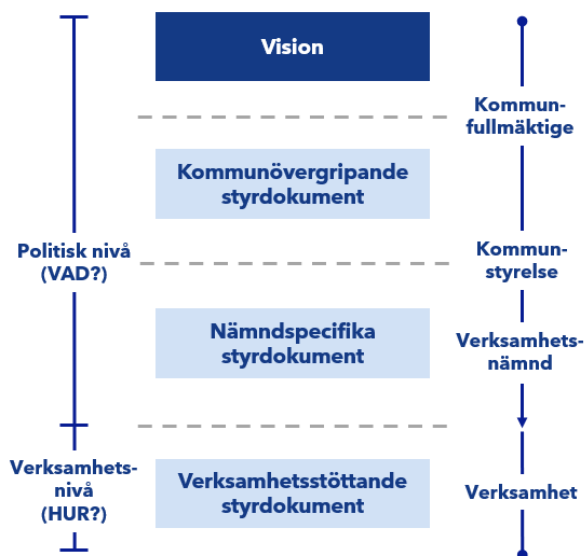 Vision
Kommun-
fullmäktige
Kommunövergripande
styrdokument
Politisk nivå
(VAD?)
Kommun-
styrelse
Nämndspecifika
styrdokument
Verksamhets-
nämnd
Verksamhets-
nivå
(HUR?)
Verksamhetsstöttande
styrdokument
Verksamhet